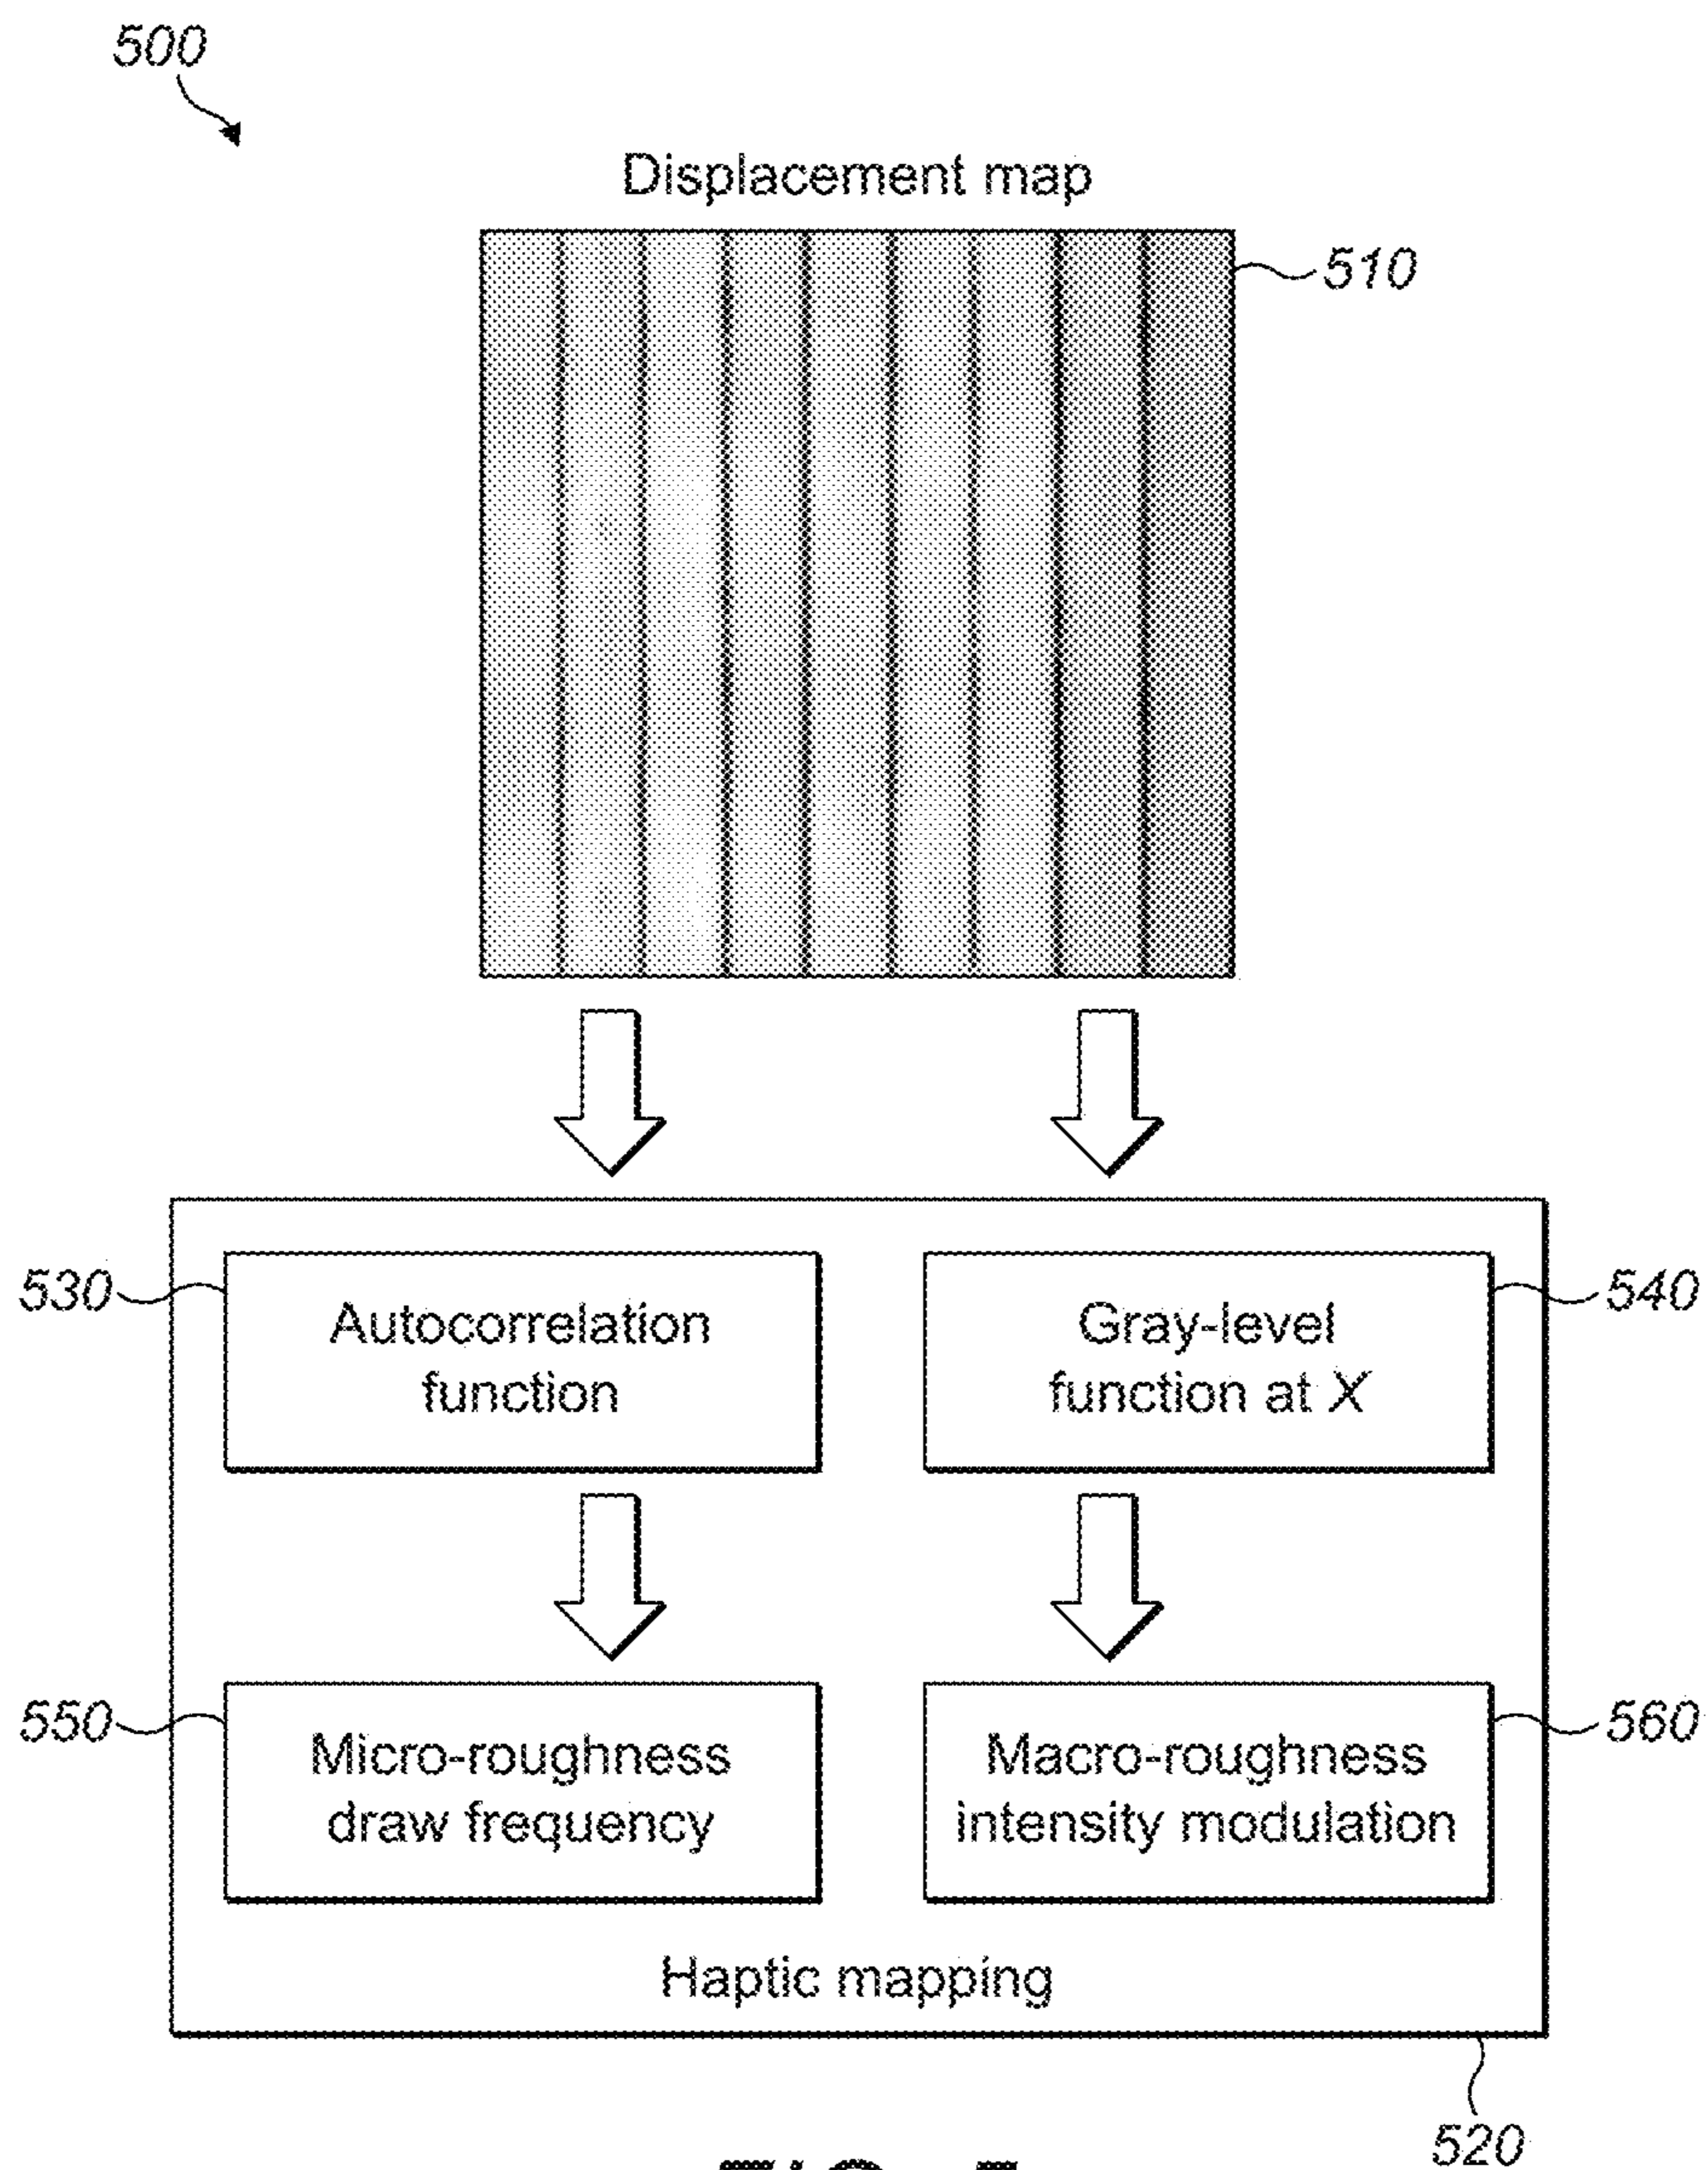 500
Displacement map
510
530
Autocorrelation
function
Gray-level
function at X
540
550
Micro-roughness
draw frequency
Macro-roughness
intensity modulation
560
Haptic mapping
520